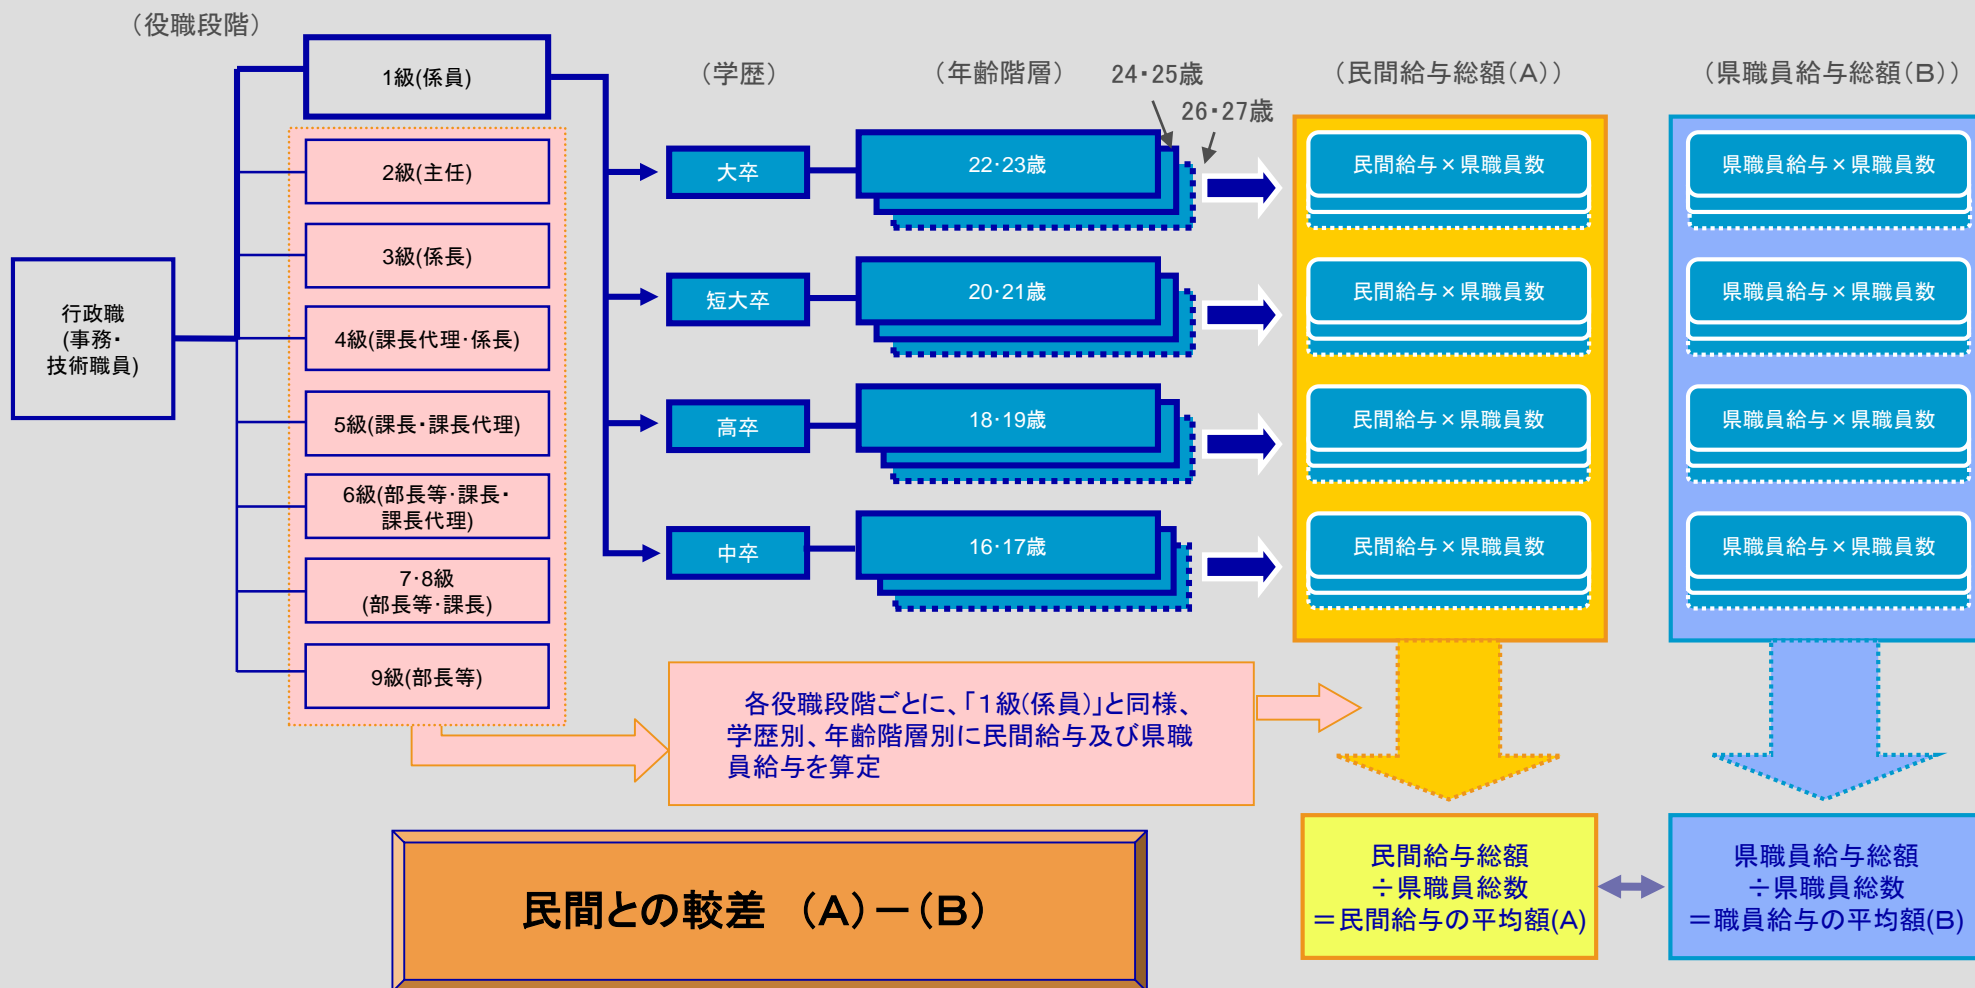 （役職段階）
（学歴）
（年齢階層）
24・25歳
26・27歳
（民間給与総額（A））
（県職員給与総額（B））
行政職
(事務・
技術職員)
1級(係員)
2級(主任)
3級(係長)
4級(課長代理・係長)
5級(課長・課長代理)
6級(部長等・課長・
課長代理)
7・8級
(部長等・課長)
9級(部長等)
大卒
22・23歳
民間給与×県職員数
県職員給与×県職員数
短大卒
20・21歳
民間給与×県職員数
県職員給与×県職員数
高卒
18・19歳
民間給与×県職員数
県職員給与×県職員数
中卒
16・17歳
民間給与×県職員数
県職員給与×県職員数
各役職段階ごとに、「1級(係員)」と同様、
学歴別、年齢階層別に民間給与及び県職
員給与を算定
民間給与総額
÷県職員総数
＝民間給与の平均額(A)
県職員給与総額
÷県職員総数
＝職員給与の平均額(B)
民間との較差　（A）－（B）